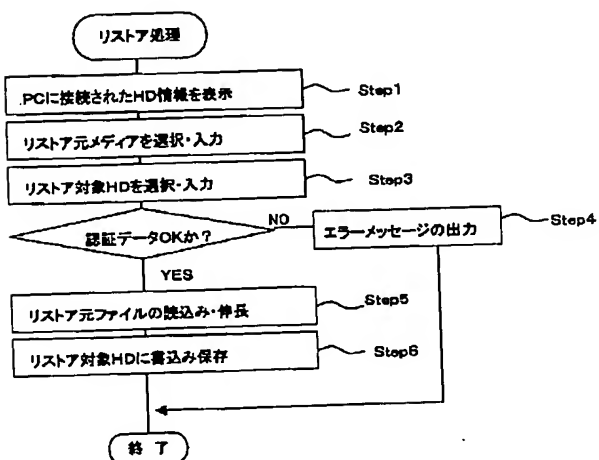 リストア処理
PCに接続されたHD情報を表示
Step1
リストア元メディアを選択・入力
Step2
リストア対象HDを選択・入力
Step3
認証データOKか?
NO
エラーメッセージの出力
Step4
YES
リストア元ファイルの読込み・伸長
Step5
リストア対象HDに書込み保存
Step6
終 了